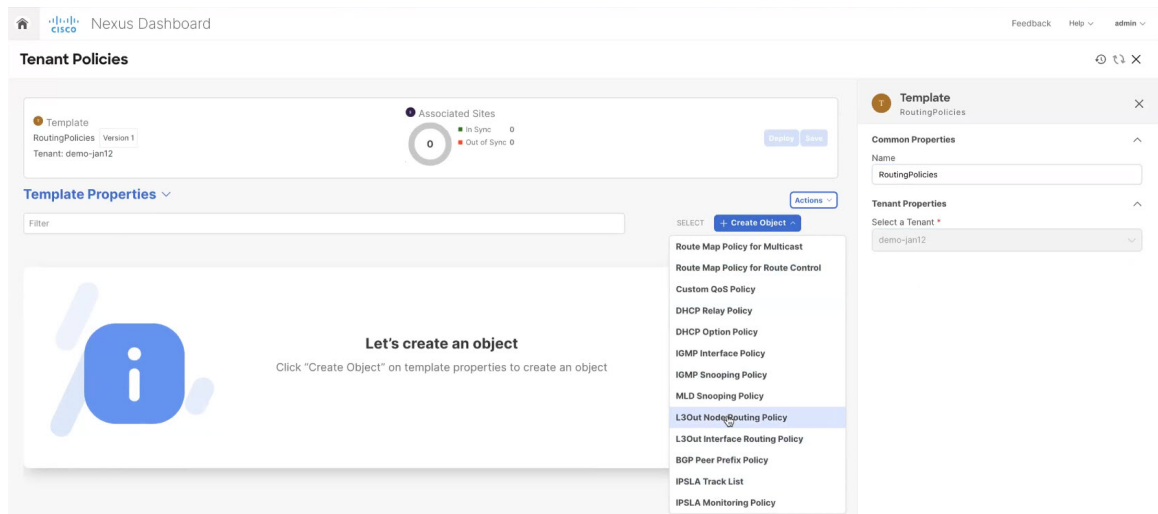 CISCO Nexus Dashboard
Feedback Help admin
Tenant Policies
Template
RoutingPolicies Version 1
Tenant: demo-jan12
Associated Sites
0
In Sync 0
Out of Sync 0
Deploy Save
Template Properties
Actions
Filter
SELECT + Create Object
Route Map Policy for Multicast
Route Map Policy for Route Control
Custom QoS Policy
DHCP Relay Policy
DHCP Option Policy
IGMP Interface Policy
IGMP Snooping Policy
MLD Snooping Policy
L3Out Node Routing Policy
L3Out Interface Routing Policy
BGP Peer Prefix Policy
IPSLA Track List
IPSLA Monitoring Policy
i
Let's create an object
Click "Create Object" on template properties to create an object
T
Template
RoutingPolicies
Common Properties
Name
RoutingPolicies
Tenant Properties
Select a Tenant *
demo-jan12